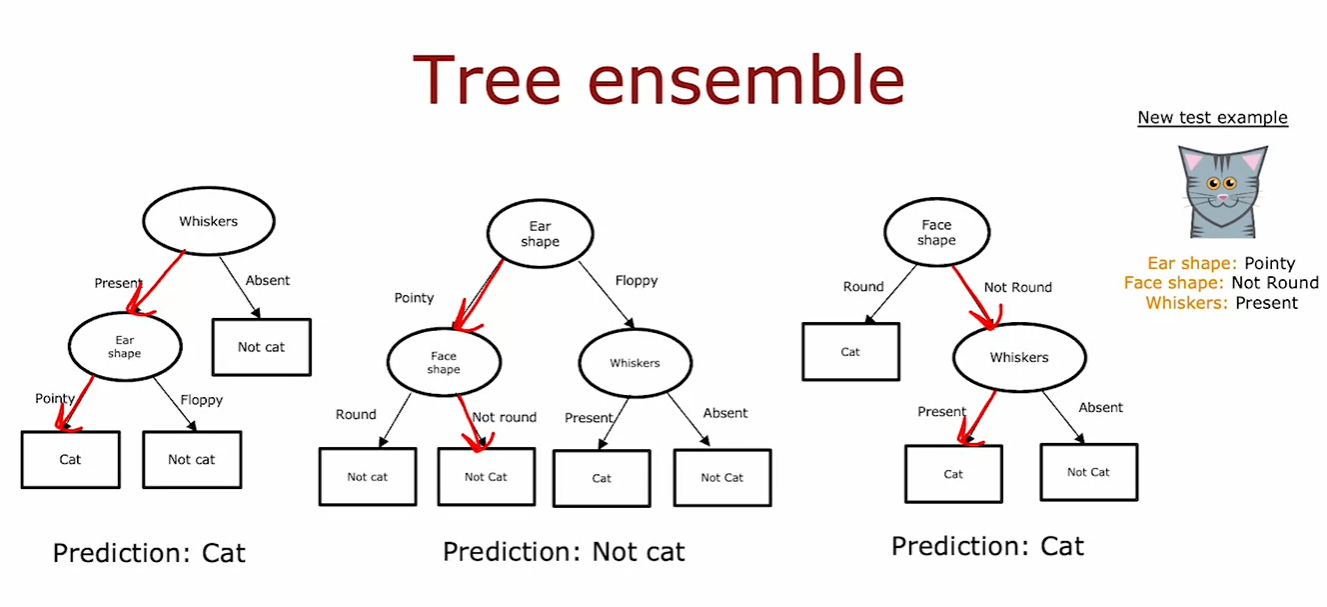 Tree ensemble
New test example
Ear shape: Pointy
Face shape: Not Round
Whiskers: Present
Whiskers
Present
Absent
Ear
shape
Not cat
Pointy
Floppy
Cat
Not cat
Prediction: Cat
Ear
shape
Pointy
Floppy
Face
shape
Whiskers
Round
Not round
Present
Absent
Not cat
Not Cat
Cat
Not Cat
Prediction: Not cat
Face
shape
Round
Not Round
Cat
Whiskers
Present
Absent
Cat
Not Cat
Prediction: Cat